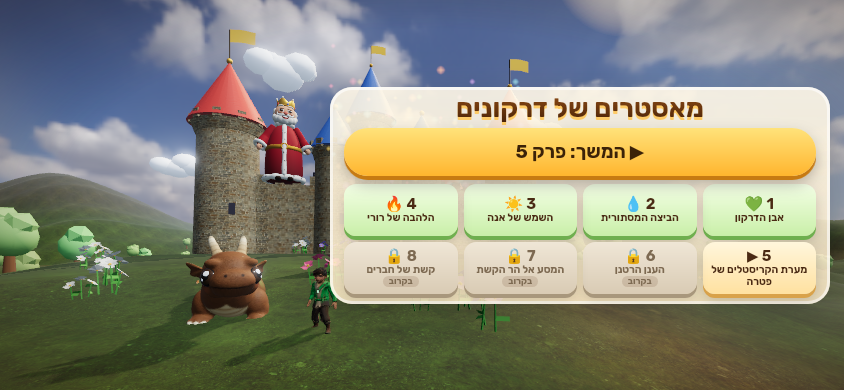 מאסטרים של דרקונים
▶ המשך: פרק 5
1 💚
אבן הדרקון
2 💧
הביצה המסתורית
3 ☀️
השמש של אנה
4 🔥
הלהבה של רורי
5 ▶
מערת הקריסטלים של
פטרה
6 🔒
הענן הרטנן
בקרוב
7 🔒
המסע אל הר הקשת
בקרוב
8 🔒
קשת של חברים
בקרוב